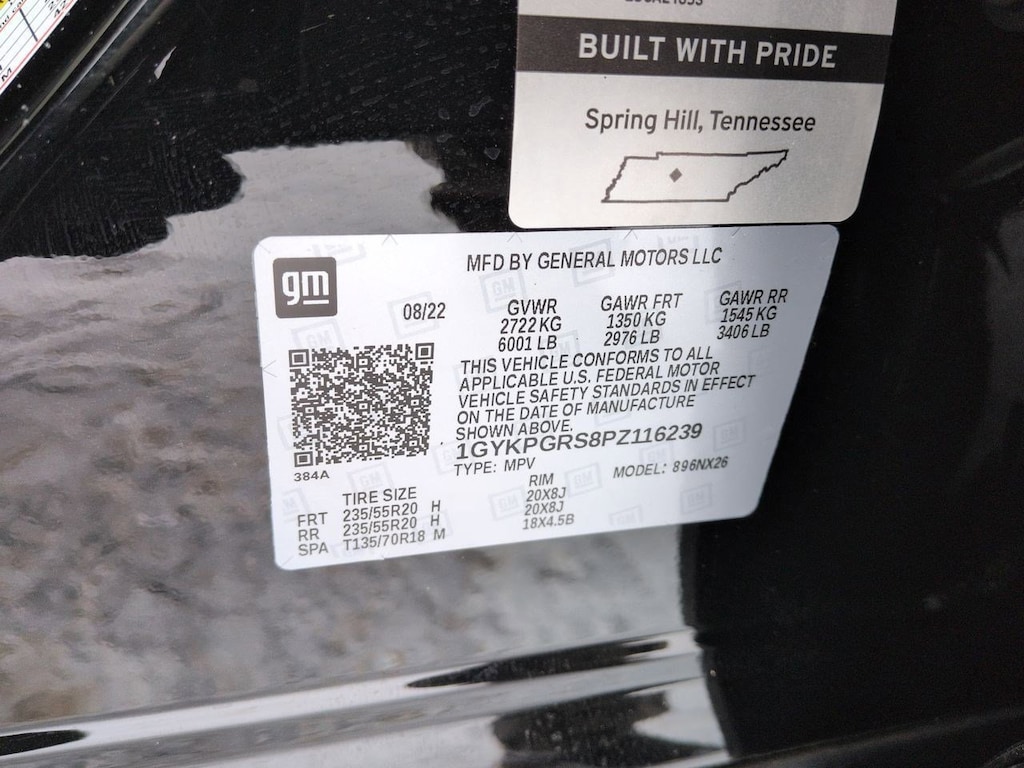 BUILT WITH PRIDE
Spring Hill, Tennessee
gm
MFD BY GENERAL MOTORS LLC
08/22
GVWR GAWR FRT GAWR RR
2722 KG 1350 KG 1545 KG
6001 LB 2976 LB 3406 LB
THIS VEHICLE CONFORMS TO ALL
APPLICABLE U.S. FEDERAL MOTOR
VEHICLE SAFETY STANDARDS IN EFFECT
ON THE DATE OF MANUFACTURE
SHOWN ABOVE.
1GYKPGRS8PZ116239
TYPE: MPV MODEL: 896NX26
384A
TIRE SIZE RIM
FRT 235/55R20 H 20X8J
RR 235/55R20 H 20X8J
SPA T135/70R18 M 18X4.5B